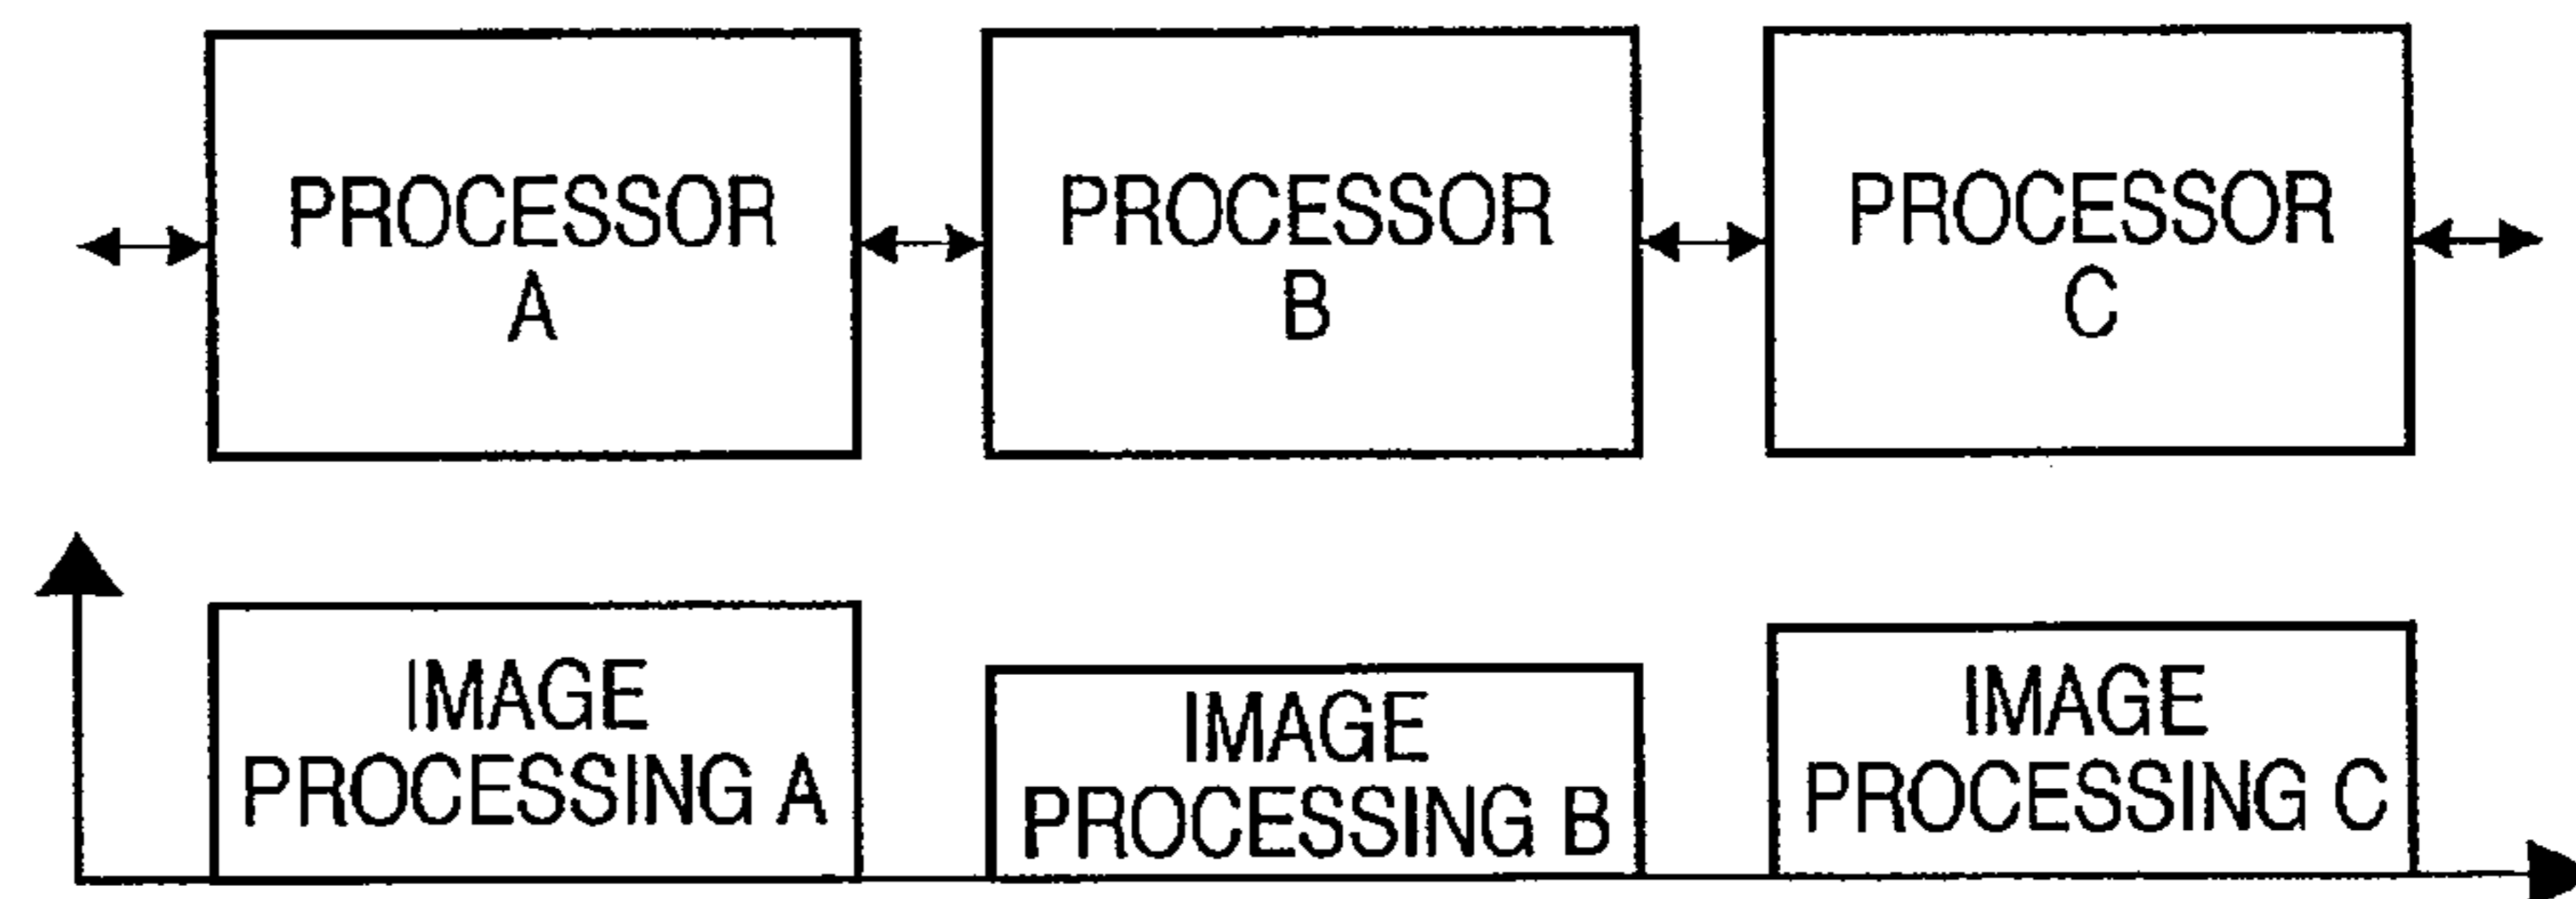 PROCESSOR
A
PROCESSOR
B
PROCESSOR
C
IMAGE
PROCESSING A
IMAGE
PROCESSING B
IMAGE
PROCESSING C